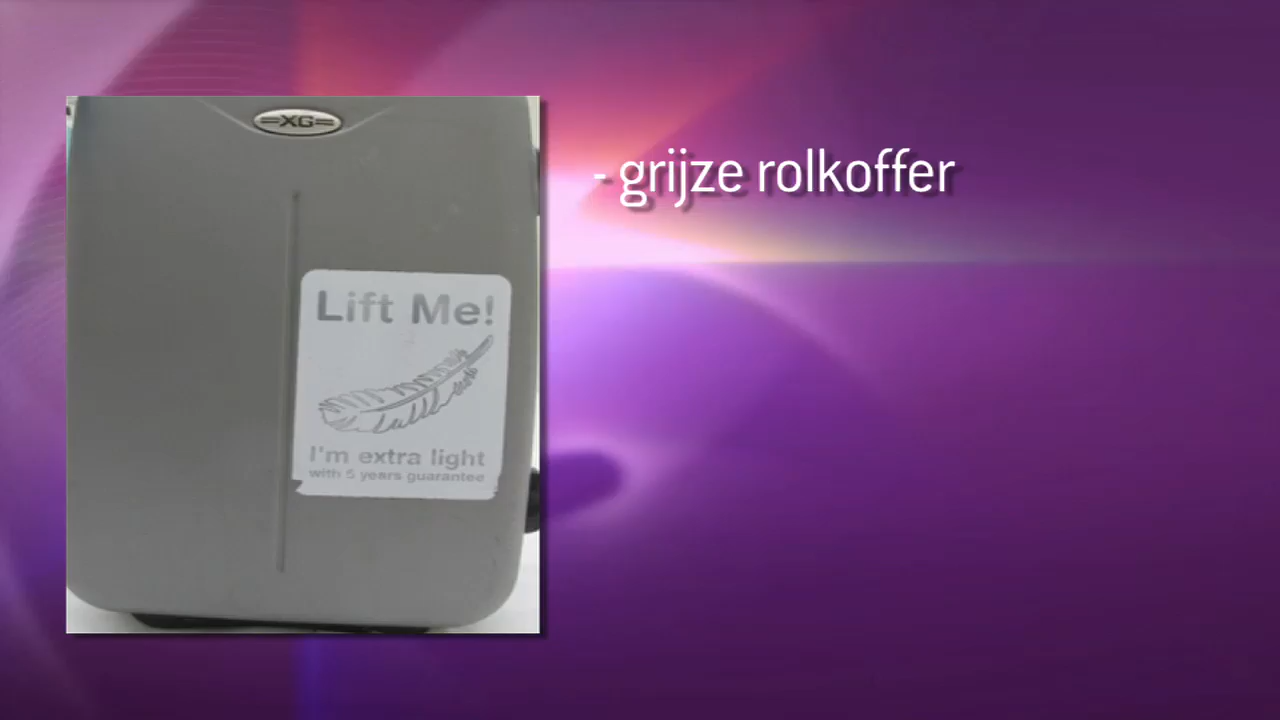 XG
- grijze rolkoffer
Lift Me!
I'm extra light
with 5 years guarantee